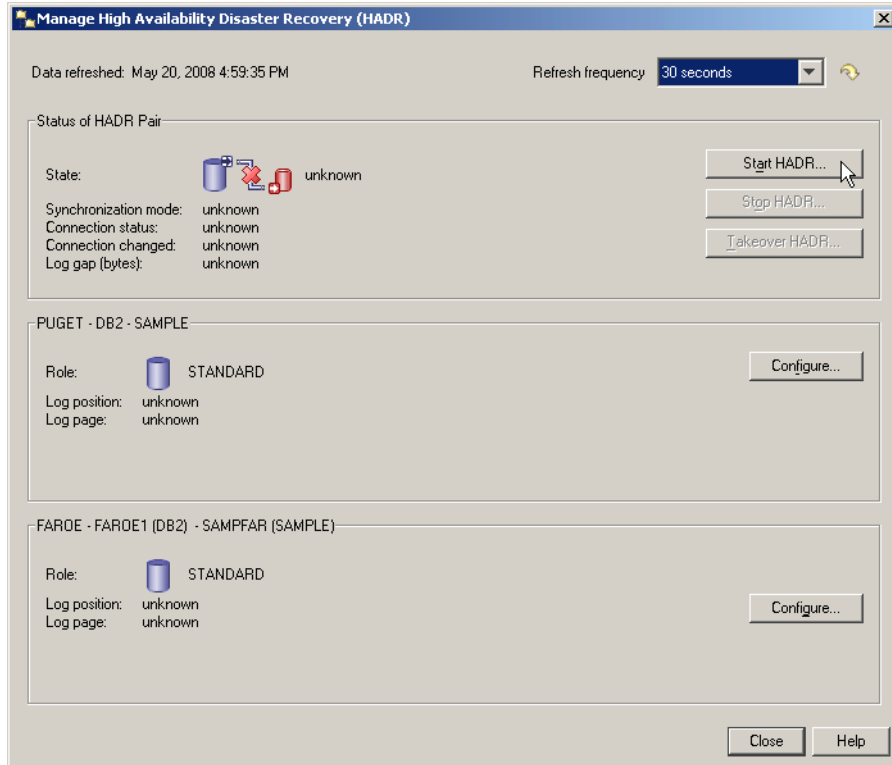 Manage High Availability Disaster Recovery (HADR)
Data refreshed: May 20, 2008 4:59:35 PM
Refresh frequency 30 seconds
Status of HADR Pair
State: unknown
Start HADR...
Synchronization mode: unknown
Stop HADR...
Connection status: unknown
Connection changed: unknown
Takeover HADR...
Log gap (bytes): unknown
PUGET - DB2 - SAMPLE
Role: STANDARD
Configure...
Log position: unknown
Log page: unknown
FAROE - FAROE1 (DB2) - SAMPFAR (SAMPLE)
Role: STANDARD
Log position: unknown
Configure...
Log page: unknown
Close Help